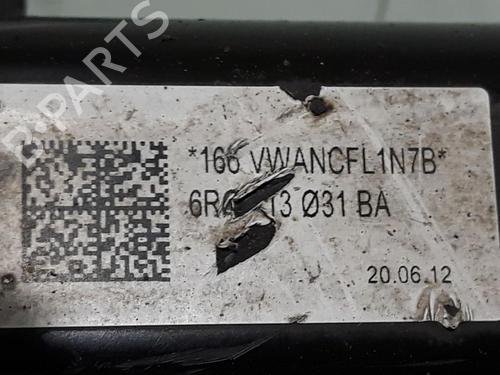 B-PARTS
*166 VWANCFL1N7B*
13 Ø31 BA
20.06.12